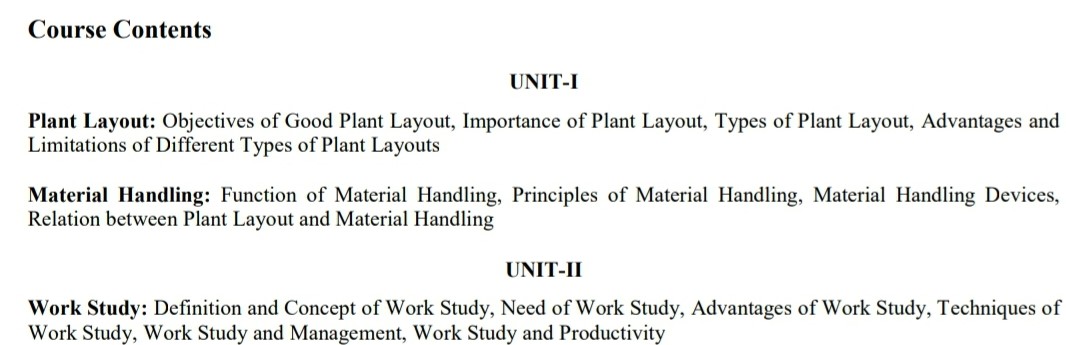 Course Contents
UNIT-I
Plant Layout: Objectives of Good Plant Layout, Importance of Plant Layout, Types of Plant Layout, Advantages and
Limitations of Different Types of Plant Layouts
Material Handling: Function of Material Handling, Principles of Material Handling, Material Handling Devices,
Relation between Plant Layout and Material Handling
UNIT-II
Work Study: Definition and Concept of Work Study, Need of Work Study, Advantages of Work Study, Techniques of
Work Study, Work Study and Management, Work Study and Productivity